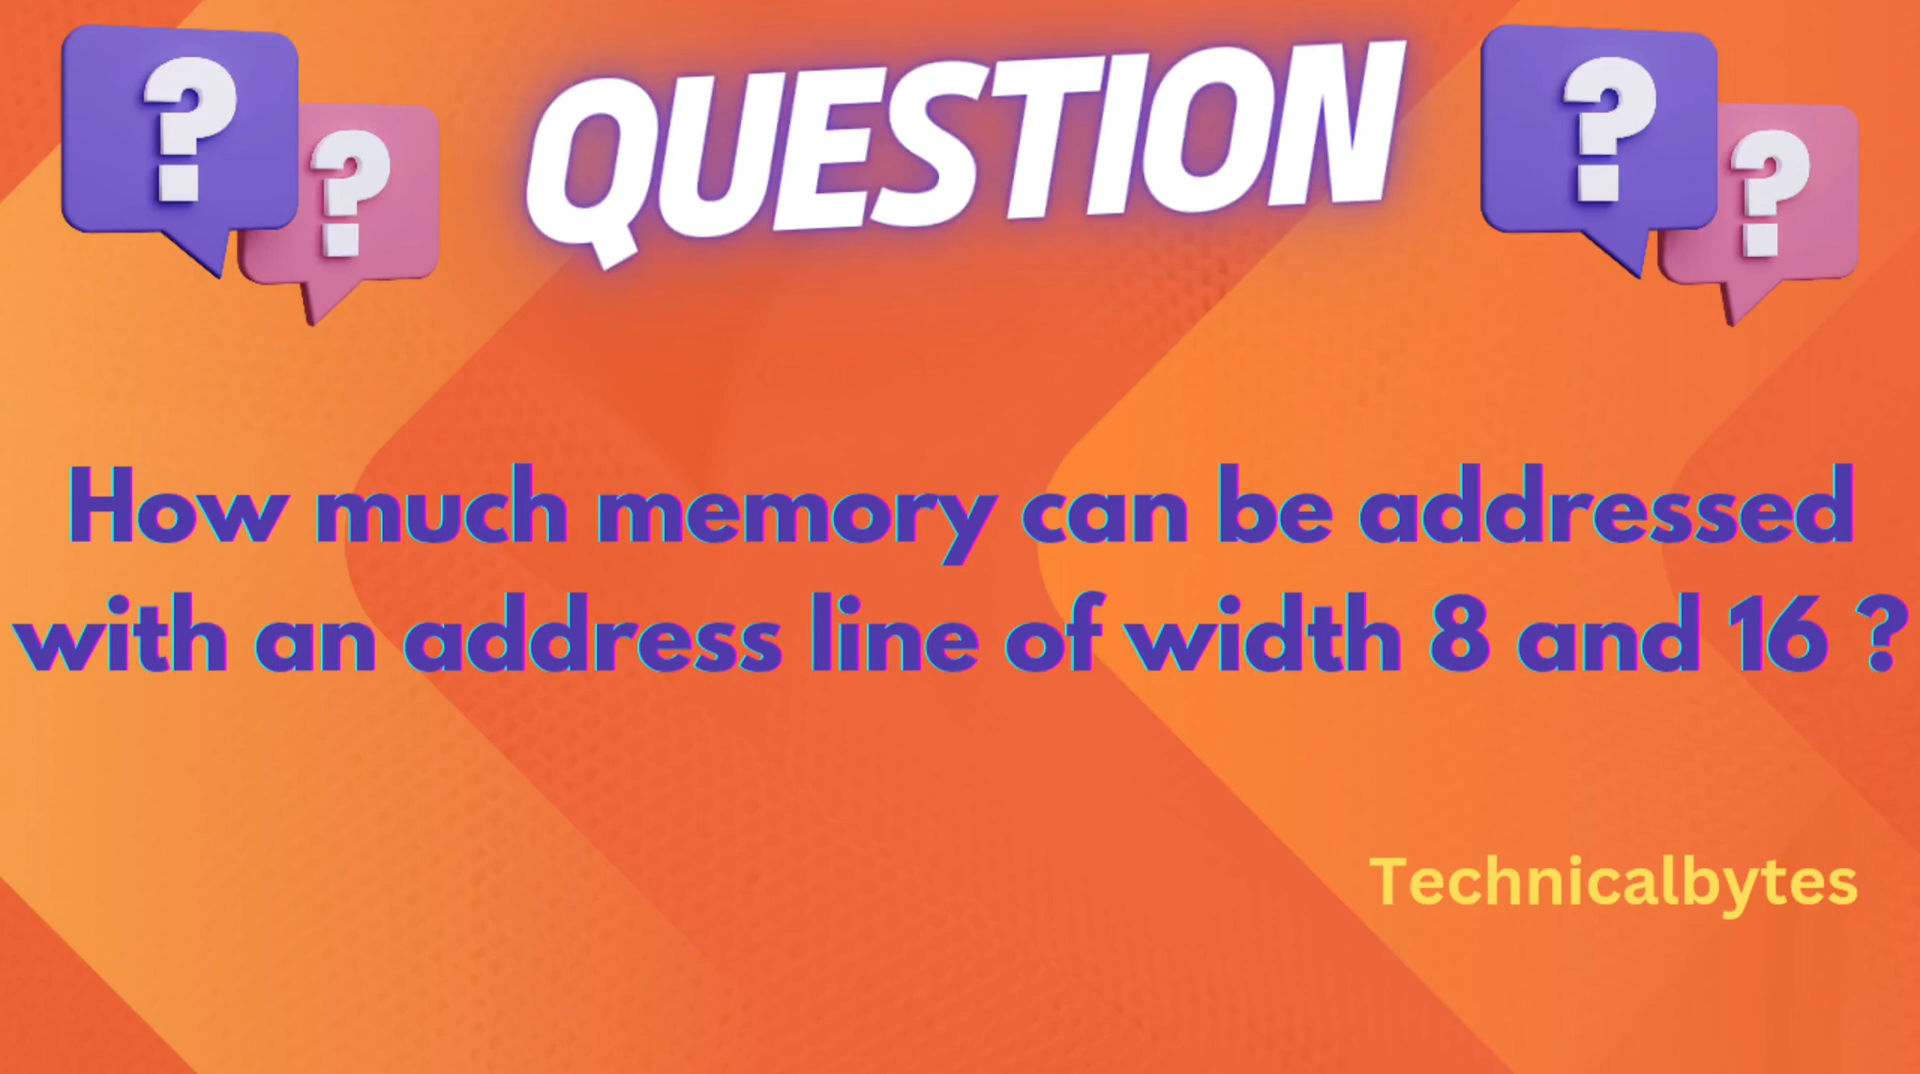 QUESTION
How much memory can be addressed
with an address line of width 8 and 16 ?
Technicalbytes